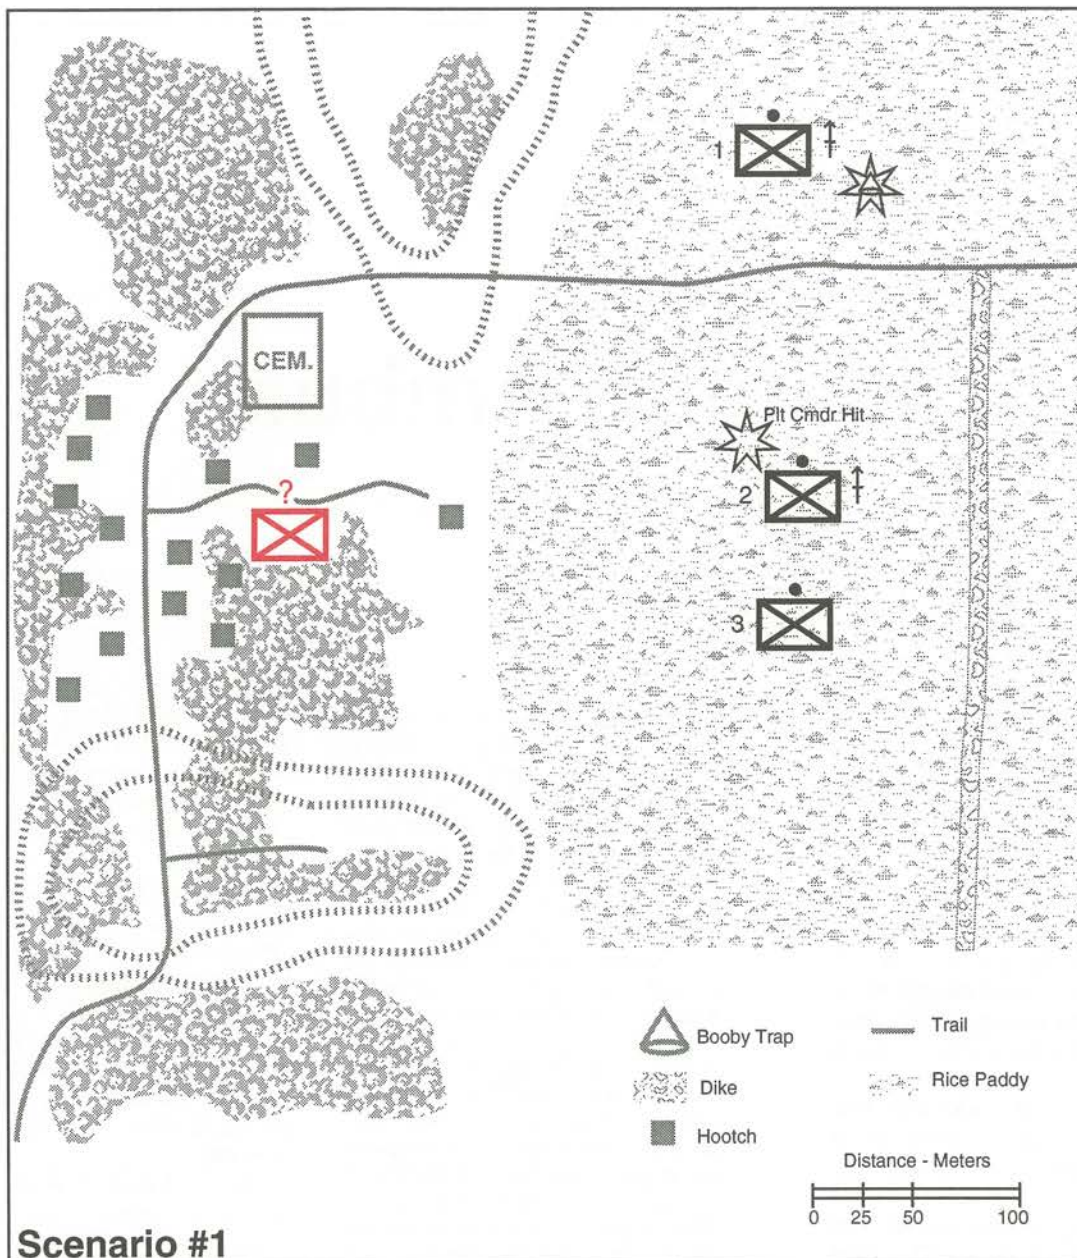 1
CEM.
Plt Cmdr Hit
?
2
3
Booby Trap
Trail
Dike
Rice Paddy
Hootch
Distance - Meters
0 25 50 100
Scenario #1